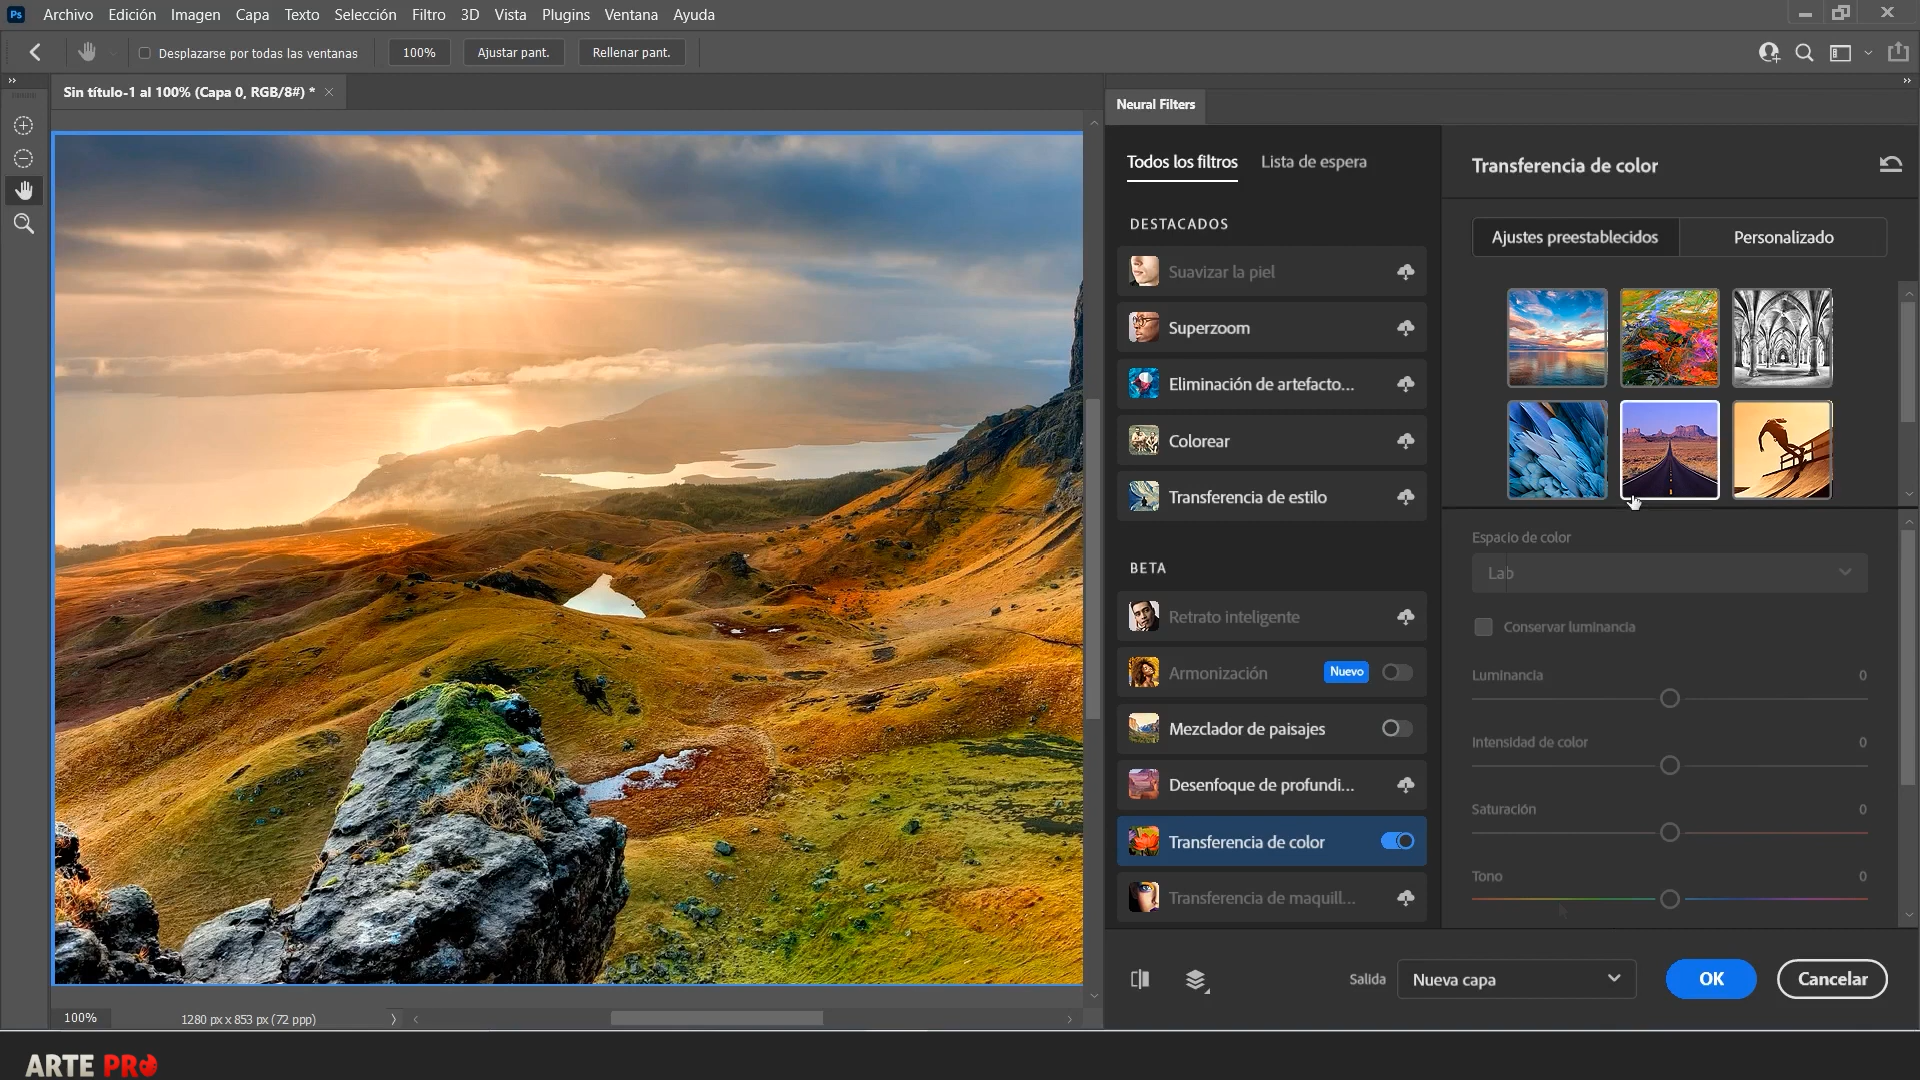 Ps Archivo Edición Imagen Capa Texto Selección Filtro 3D Vista Plugins Ventana Ayuda
Desplazarse por todas las ventanas 100% Ajustar pant. Rellenar pant.
Sin título-1 al 100% (Capa 0, RGB/8#) *
Neural Filters
Todos los filtros Lista de espera
DESTACADOS
Suavizar la piel
Superzoom
Eliminación de artefacto...
Colorear
Transferencia de estilo
BETA
Retrato inteligente
Armonización Nuevo
Mezclador de paisajes
Desenfoque de profundi...
Transferencia de color
Transferencia de maquill...
Transferencia de color
Ajustes preestablecidos Personalizado
Espacio de color
Lab
Conservar luminancia
Luminancia 0
Intensidad de color 0
Saturación 0
Tono 0
Salida Nueva capa OK Cancelar
100% 1280 px x 853 px (72 ppp)
ARTE PRO